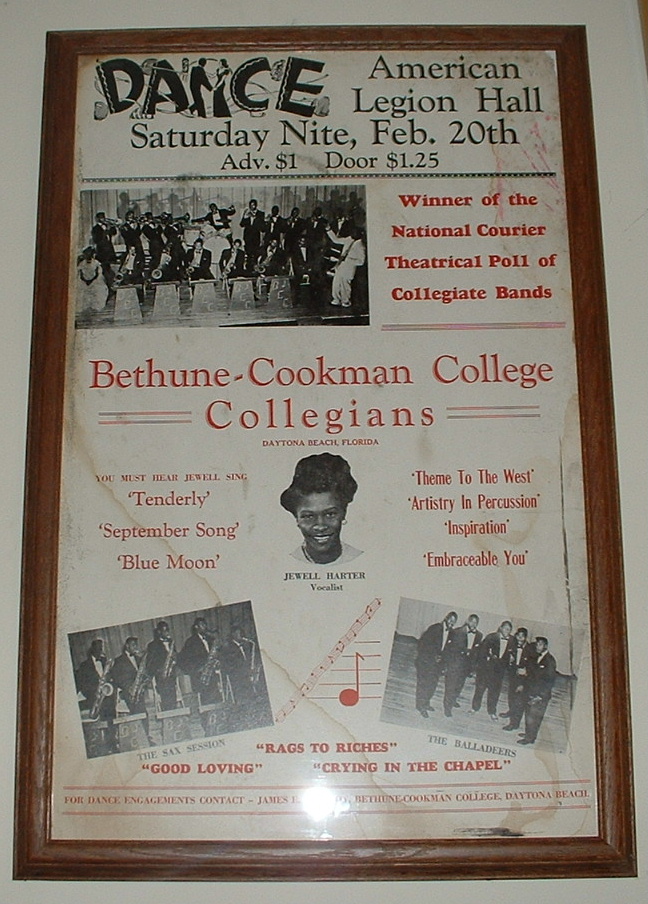 DANCE
American
Legion Hall
Saturday Nite, Feb. 20th
Adv. $1 Door $1.25
Winner of the
National Courier
Theatrical Poll of
Collegiate Bands
Bethune-Cookman College
Collegians
DAYTONA BEACH, FLORIDA
YOU MUST HEAR JEWELL SING
'Tenderly'
'September Song'
'Blue Moon'
JEWELL HARTER
Vocalist
'Theme To The West'
'Artistry In Percussion'
'Inspiration'
'Embraceable You'
THE SAX SESSION
THE BALLADEERS
"RAGS TO RICHES"
"GOOD LOVING" "CRYING IN THE CHAPEL"
FOR DANCE ENGAGEMENTS CONTACT – JAMES BETHUNE-COOKMAN COLLEGE, DAYTONA BEACH.